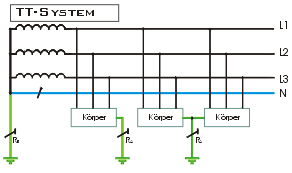 TT-SYSTEM
L1
L2
L3
N
Körper
Körper
Körper